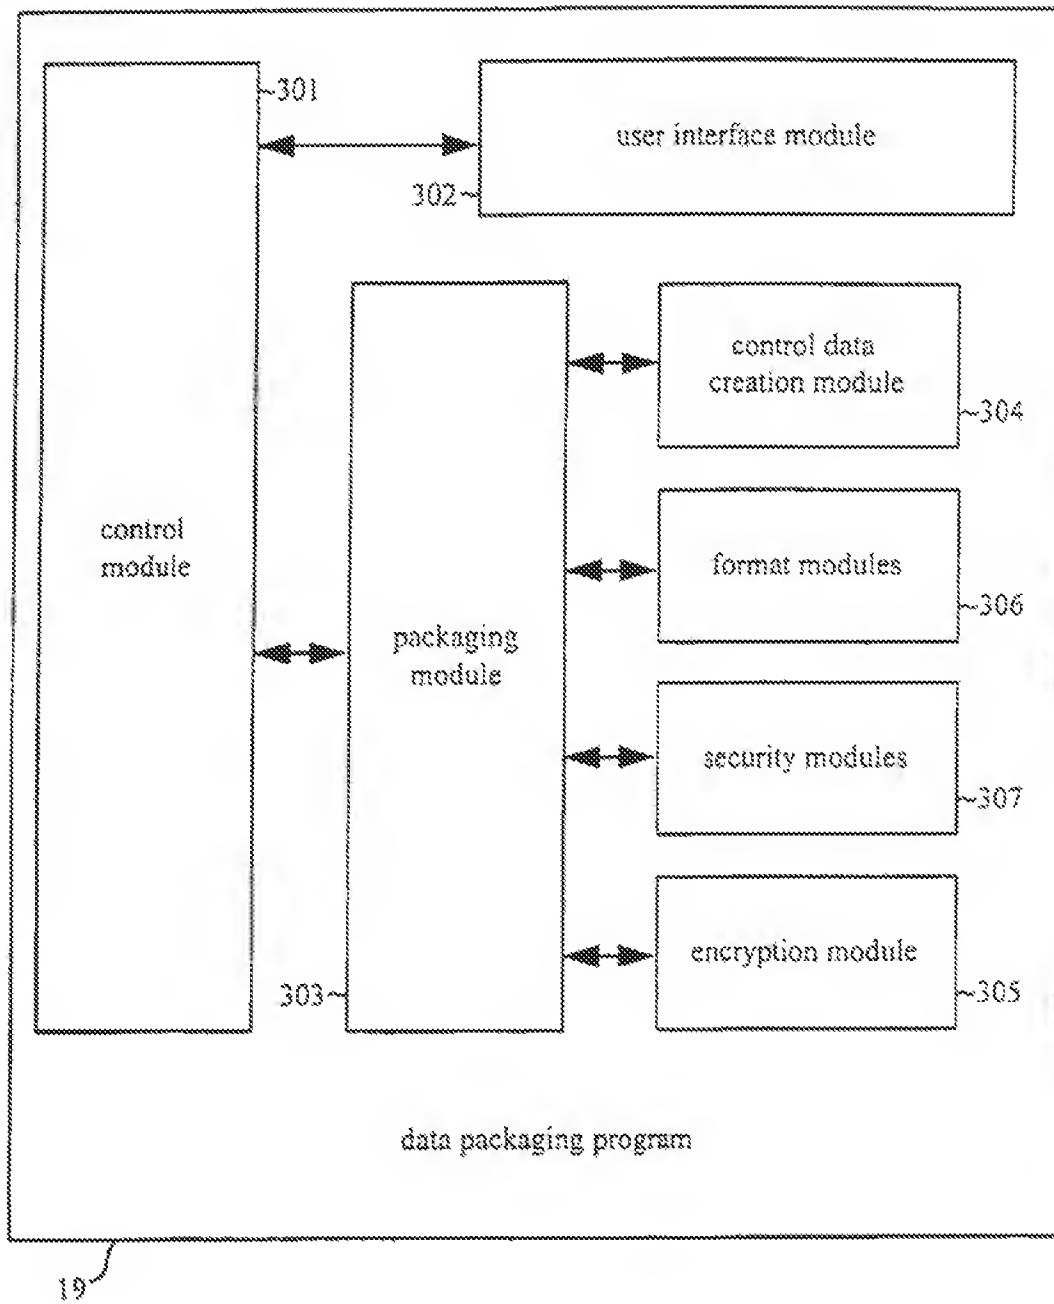 301
user interface module
302
control data
creation module
304
control
module
format modules
306
packaging
module
security modules
307
encryption module
303
305
data packaging program
19